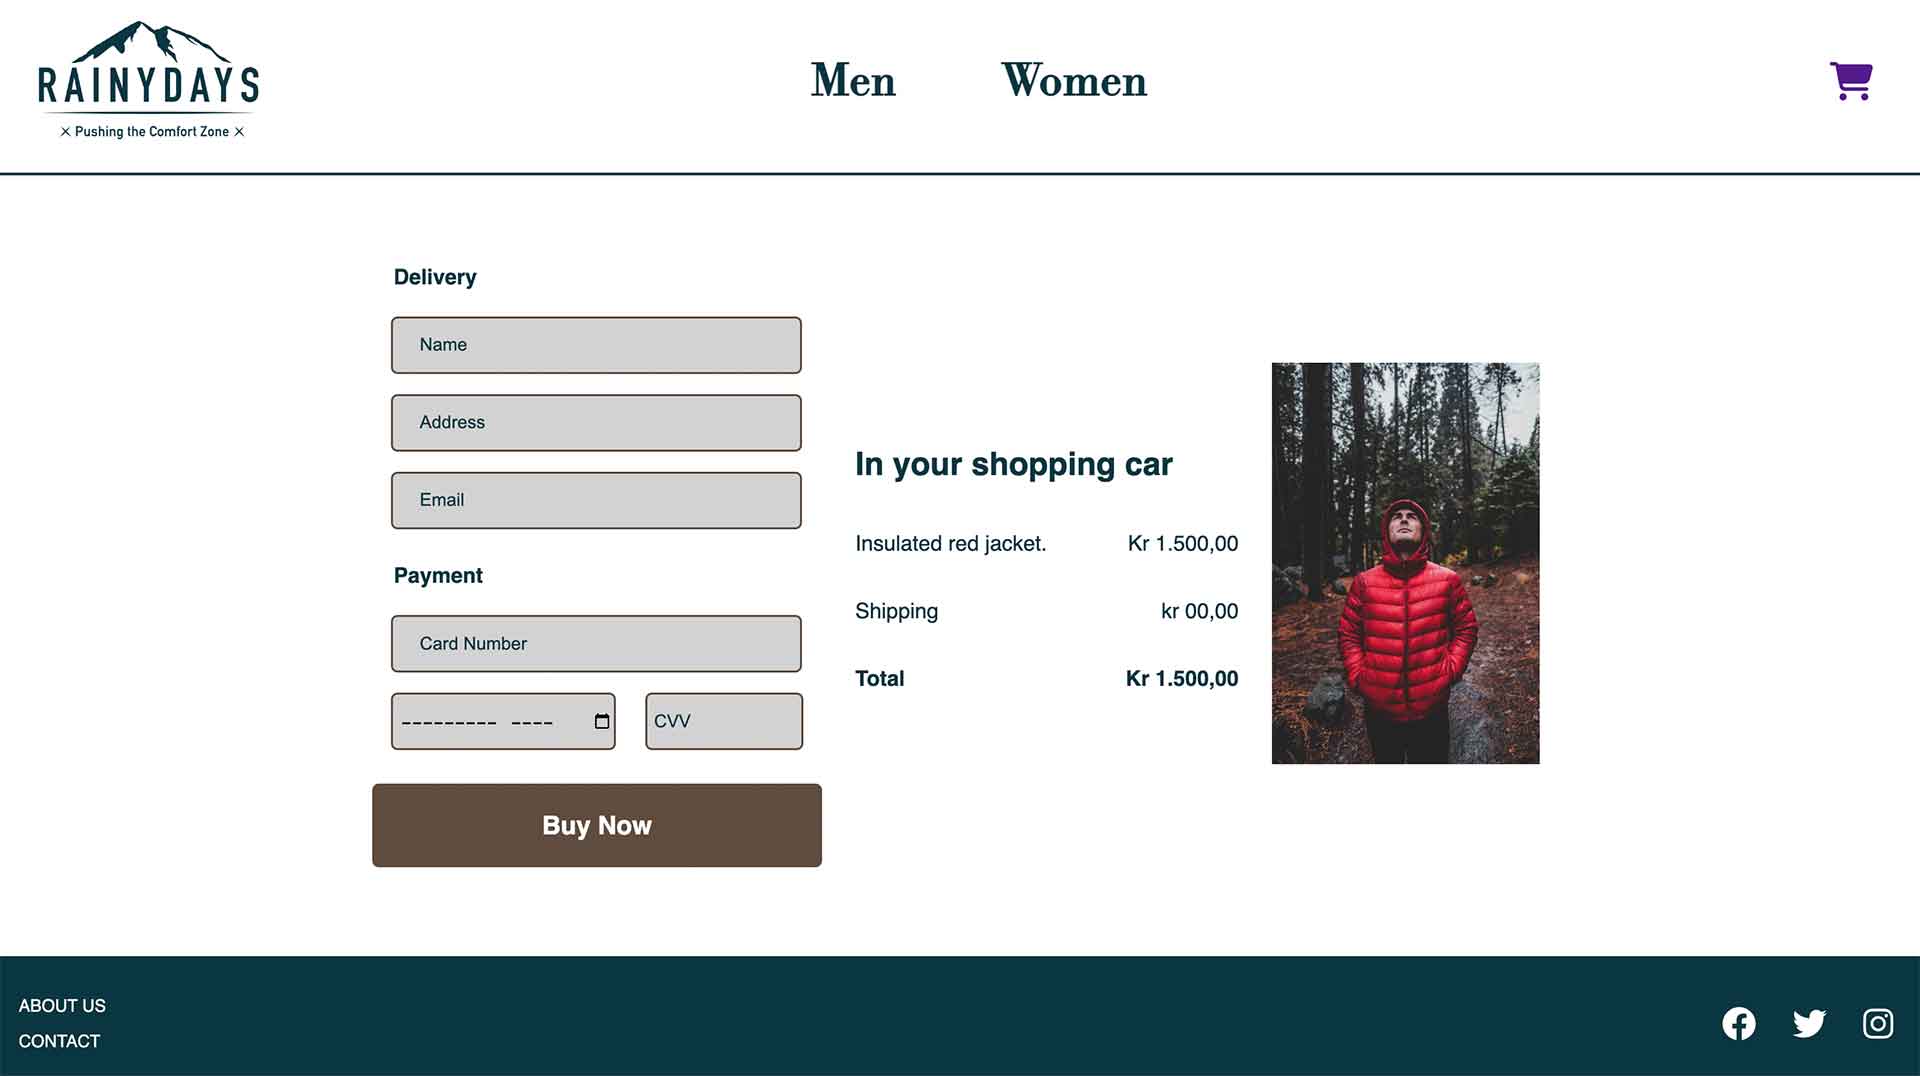 RAINYDAYS
Pushing the Comfort Zone
Men
Women
Delivery
Name
Address
Email
Payment
Card Number
--------- ----
CVV
Buy Now
In your shopping car
Insulated red jacket. Kr 1.500,00
Shipping kr 00,00
Total Kr 1.500,00
ABOUT US
CONTACT